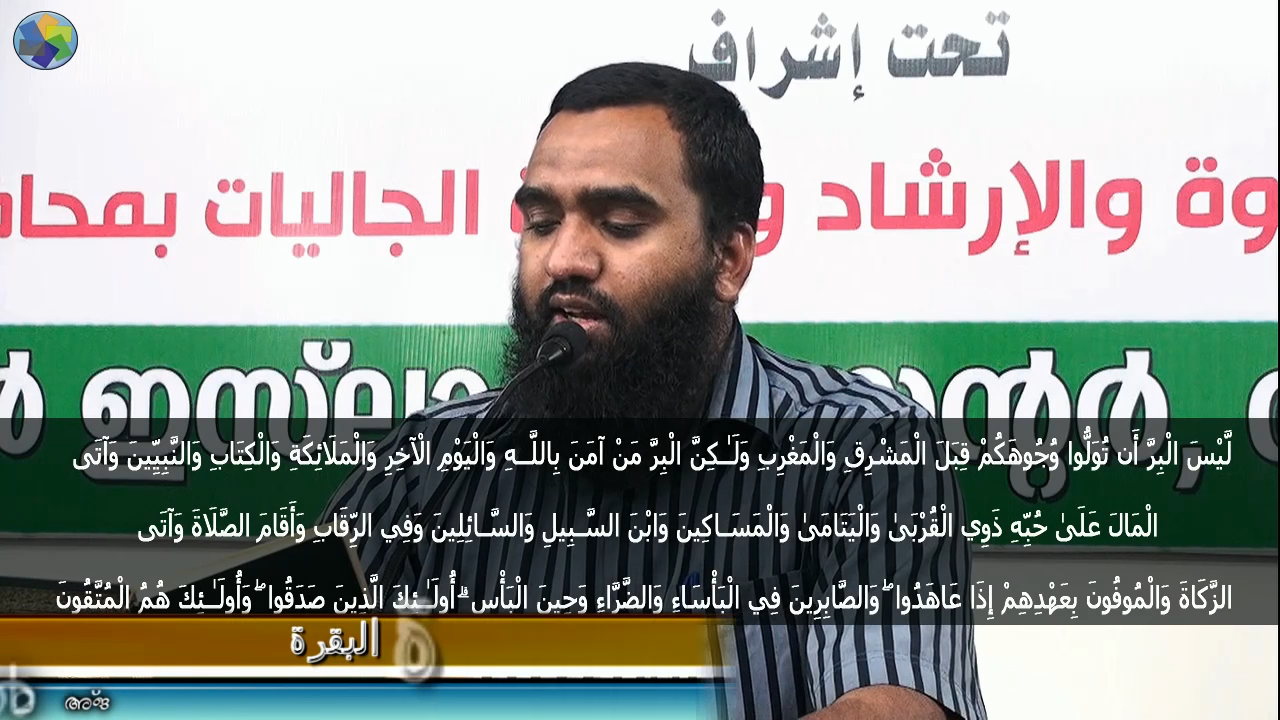 تحت إشراف
والإرشاد
الجاليات
ഇസ്‌ലാ
ന്റർ,
لَّيْسَ الْبِرَّ أَن تُوَلُّوا وُجُوهَكُمْ قِبَلَ الْمَشْرِقِ وَالْمَغْرِبِ وَلَـٰكِنَّ الْبِرَّ مَنْ آمَنَ بِاللَّـهِ وَالْيَوْمِ الْآخِرِ وَالْمَلَائِكَةِ وَالْكِتَابِ وَالنَّبِيِّينَ وَآتَى
الْمَالَ عَلَىٰ حُبِّهِ ذَوِي الْقُرْبَىٰ وَالْيَتَامَىٰ وَالْمَسَاكِينَ وَابْنَ السَّبِيلِ وَالسَّائِلِينَ وَفِي الرِّقَابِ وَأَقَامَ الصَّلَاةَ وَآتَى
الزَّكَاةَ وَالْمُوفُونَ بِعَهْدِهِمْ إِذَا عَاهَدُوا ۖ وَالصَّابِرِينَ فِي الْبَأْسَاءِ وَالضَّرَّاءِ وَحِينَ الْبَأْسِ ۗ أُولَـٰئِكَ الَّذِينَ صَدَقُوا ۖ وَأُولَـٰئِكَ هُمُ الْمُتَّقُونَ
البقرة